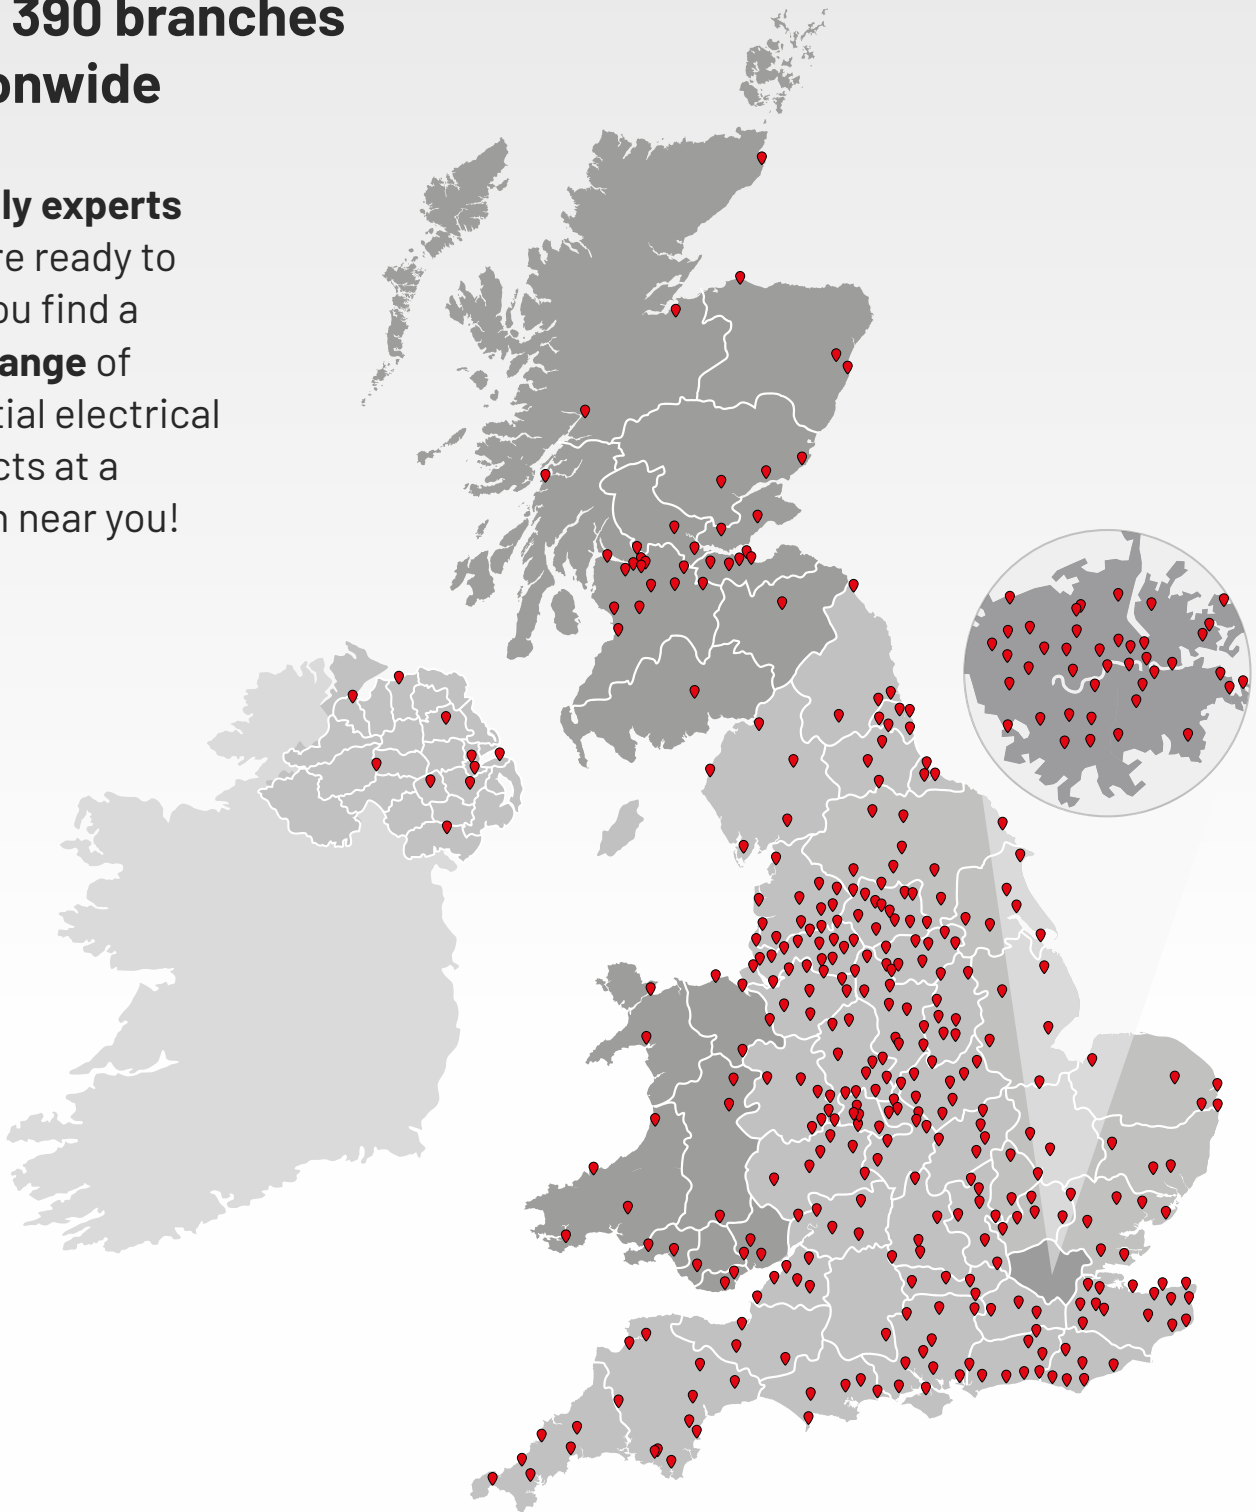 390 branches
onwide
ly experts
re ready to
ou find a
ange of
tial electrical
cts at a
n near you!